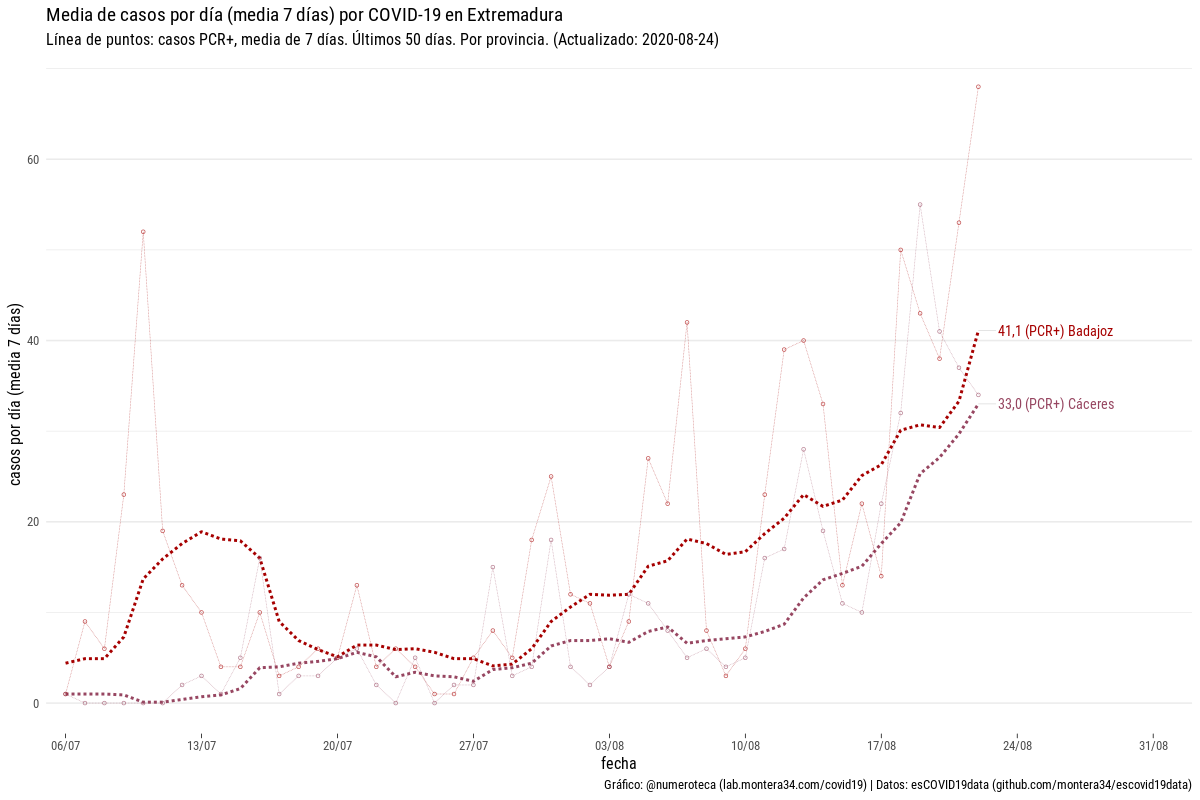 Media de casos por día (media 7 días) por COVID-19 en Extremadura
Línea de puntos: casos PCR+, media de 7 días. Últimos 50 días. Por provincia. (Actualizado: 2020-08-24)
casos por día (media 7 días)
60
40
20
0
41,1 (PCR+) Badajoz
33,0 (PCR+) Cáceres
06/07 13/07 20/07 27/07 03/08 10/08 17/08 24/08 31/08
fecha
Gráfico: @numeroteca (lab.montera34.com/covid19) | Datos: esCOVID19data (github.com/montera34/escovid19data)